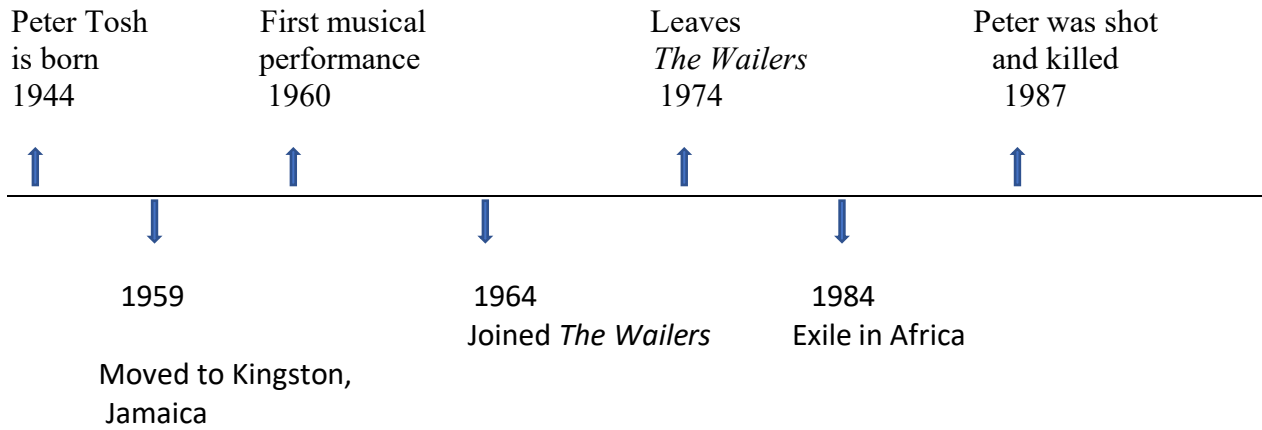 Peter Tosh
is born
1944
First musical
performance
1960
Leaves
The Wailers
1974
Peter was shot
and killed
1987
1959
Moved to Kingston,
Jamaica
1964
Joined The Wailers
1984
Exile in Africa